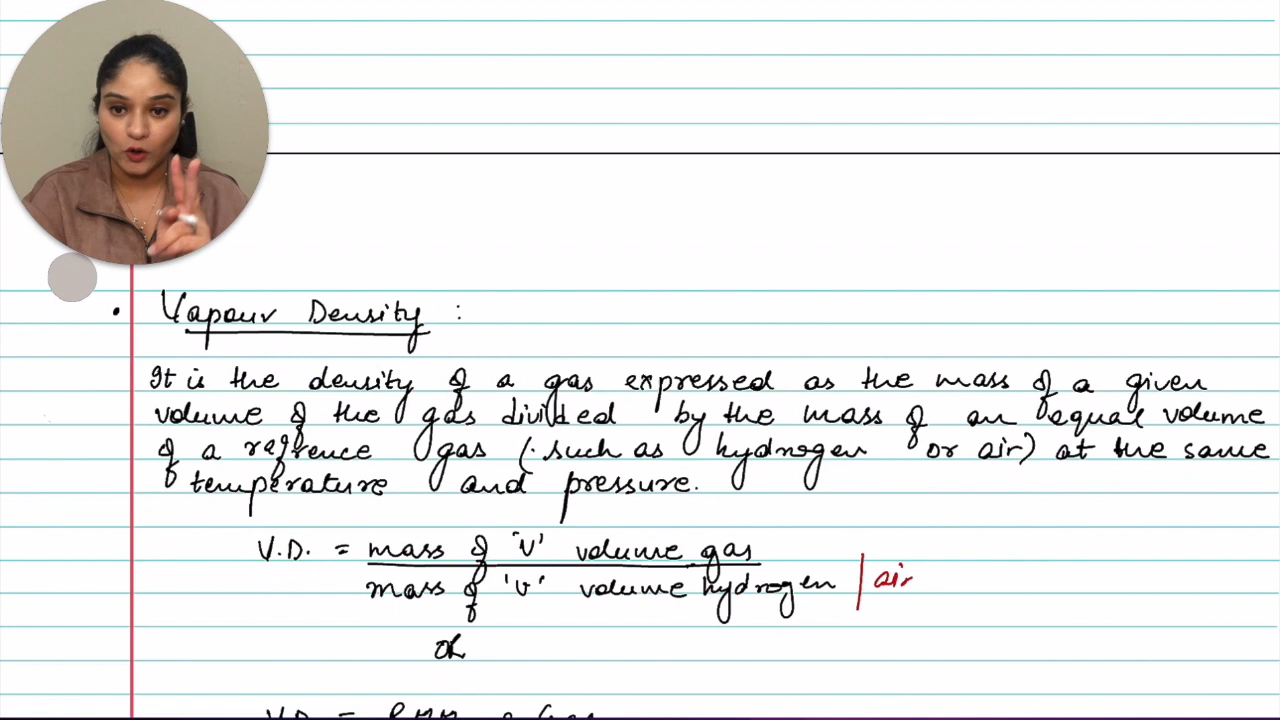 • Vapour Density :
It is the density of a gas expressed as the mass of a given
volume of the gas divided by the mass of an equal volume
of a reference gas (such as hydrogen or air) at the same
temperature and pressure.
V.D. = mass of 'V' volume gas
mass of 'v' volume hydrogen | air
OR
V.D. =